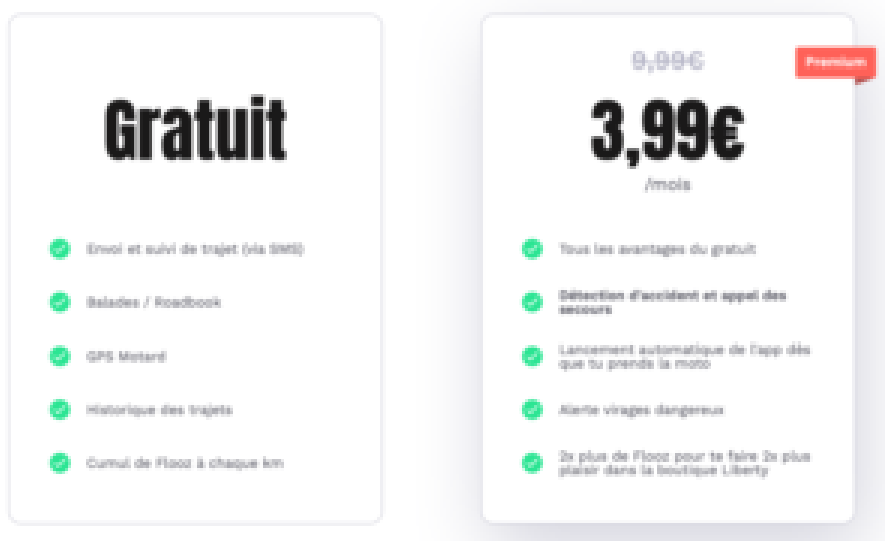 Gratuit
Envoi et suivi de trajet (via SMS)
Balades / Roadbook
GPS Motard
Historique des trajets
Cumul de Flooz à chaque km
9,99€
Premium
3,99€
/mois
Tous les avantages du gratuit
Détection d'accident et appel des
secours
Lancement automatique de l'app dès
que tu prends la moto
Alerte virages dangereux
2x plus de Flooz pour te faire 2x plus
plaisir dans la boutique Liberty